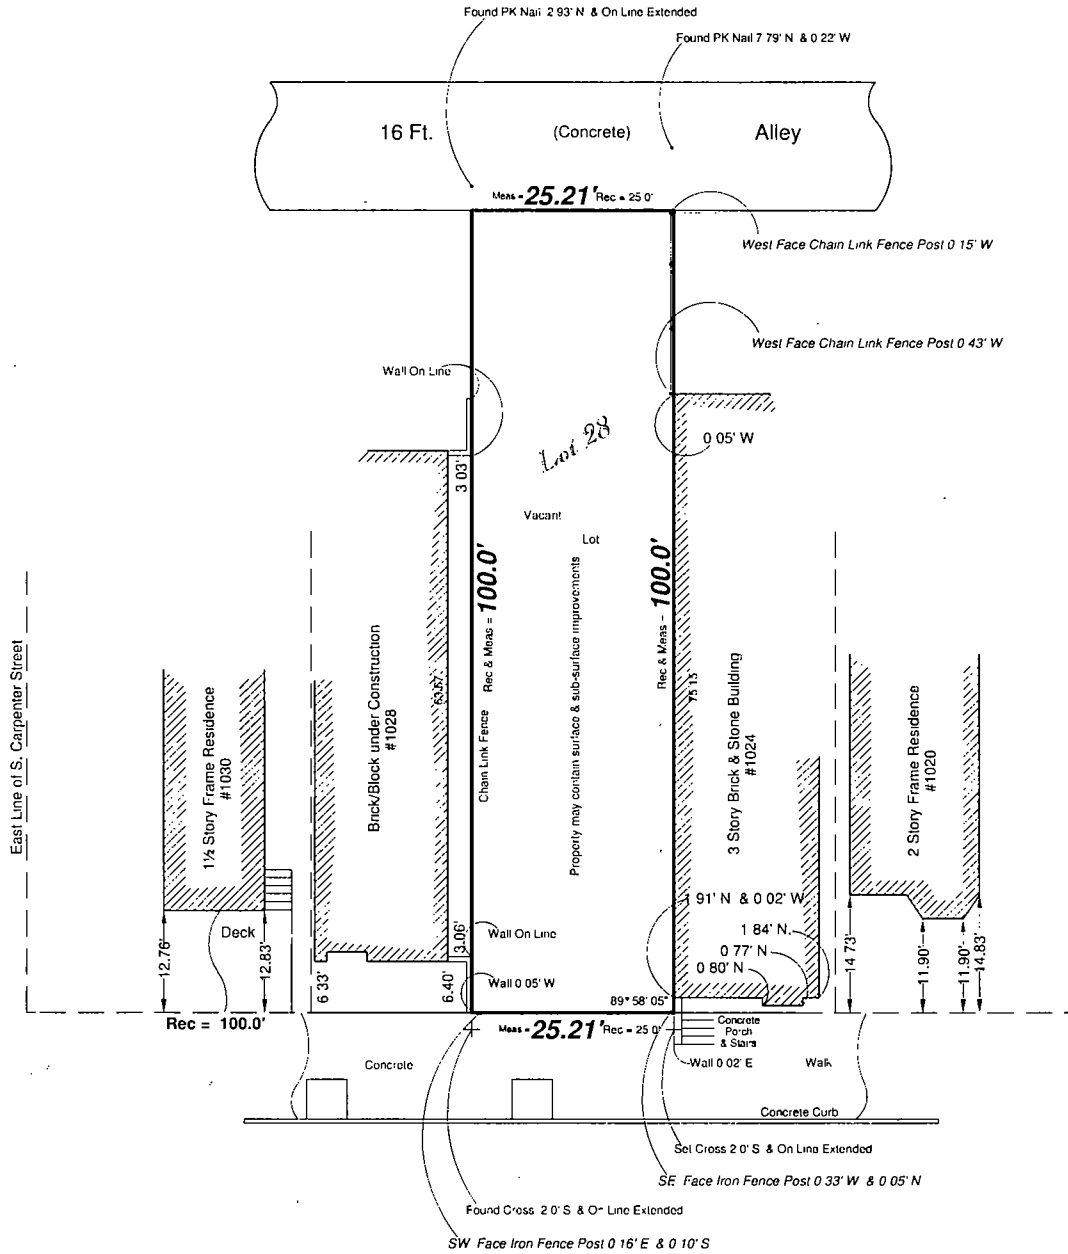 Found PK Nail 2 93' N & On Line Extended
Found PK Nail 7 79' N & 0 22' W
16 Ft. (Concrete) Alley
Meas = 25.21' Rec = 25 0'
West Face Chain Link Fence Post 0 15' W
West Face Chain Link Fence Post 0 43' W
Wall On Line
Lot 28
0 05' W
3 03'
Vacant
Lot
Rec & Meas = 100.0'
Rec & Meas = 100.0'
Chain Link Fence
Property may contain surface & sub-surface improvements
East Line of S. Carpenter Street
1½ Story Frame Residence
#1030
Brick/Block under Construction
#1028
75 15
3 Story Brick & Stone Building
#1024
2 Story Frame Residence
#1020
1 91' N & 0 02' W
1 84' N.
0 77' N
0 80' N
Deck
Wall On Line
3.06'
Wall 0 05' W
12.76'
12.83'
6 33'
6.40'
14 73'
11.90'
11.90'
14.83'
89° 58' 05"
Rec = 100.0'
Meas = 25.21' Rec = 25 0'
Concrete
Porch
& Stairs
Wall 0 02' E
Concrete
Walk
Concrete Curb
Set Cross 2 0' S & On Line Extended
SE Face Iron Fence Post 0 33' W & 0 05' N
Found Cross 2 0' S & On Line Extended
SW Face Iron Fence Post 0 16' E & 0 10' S